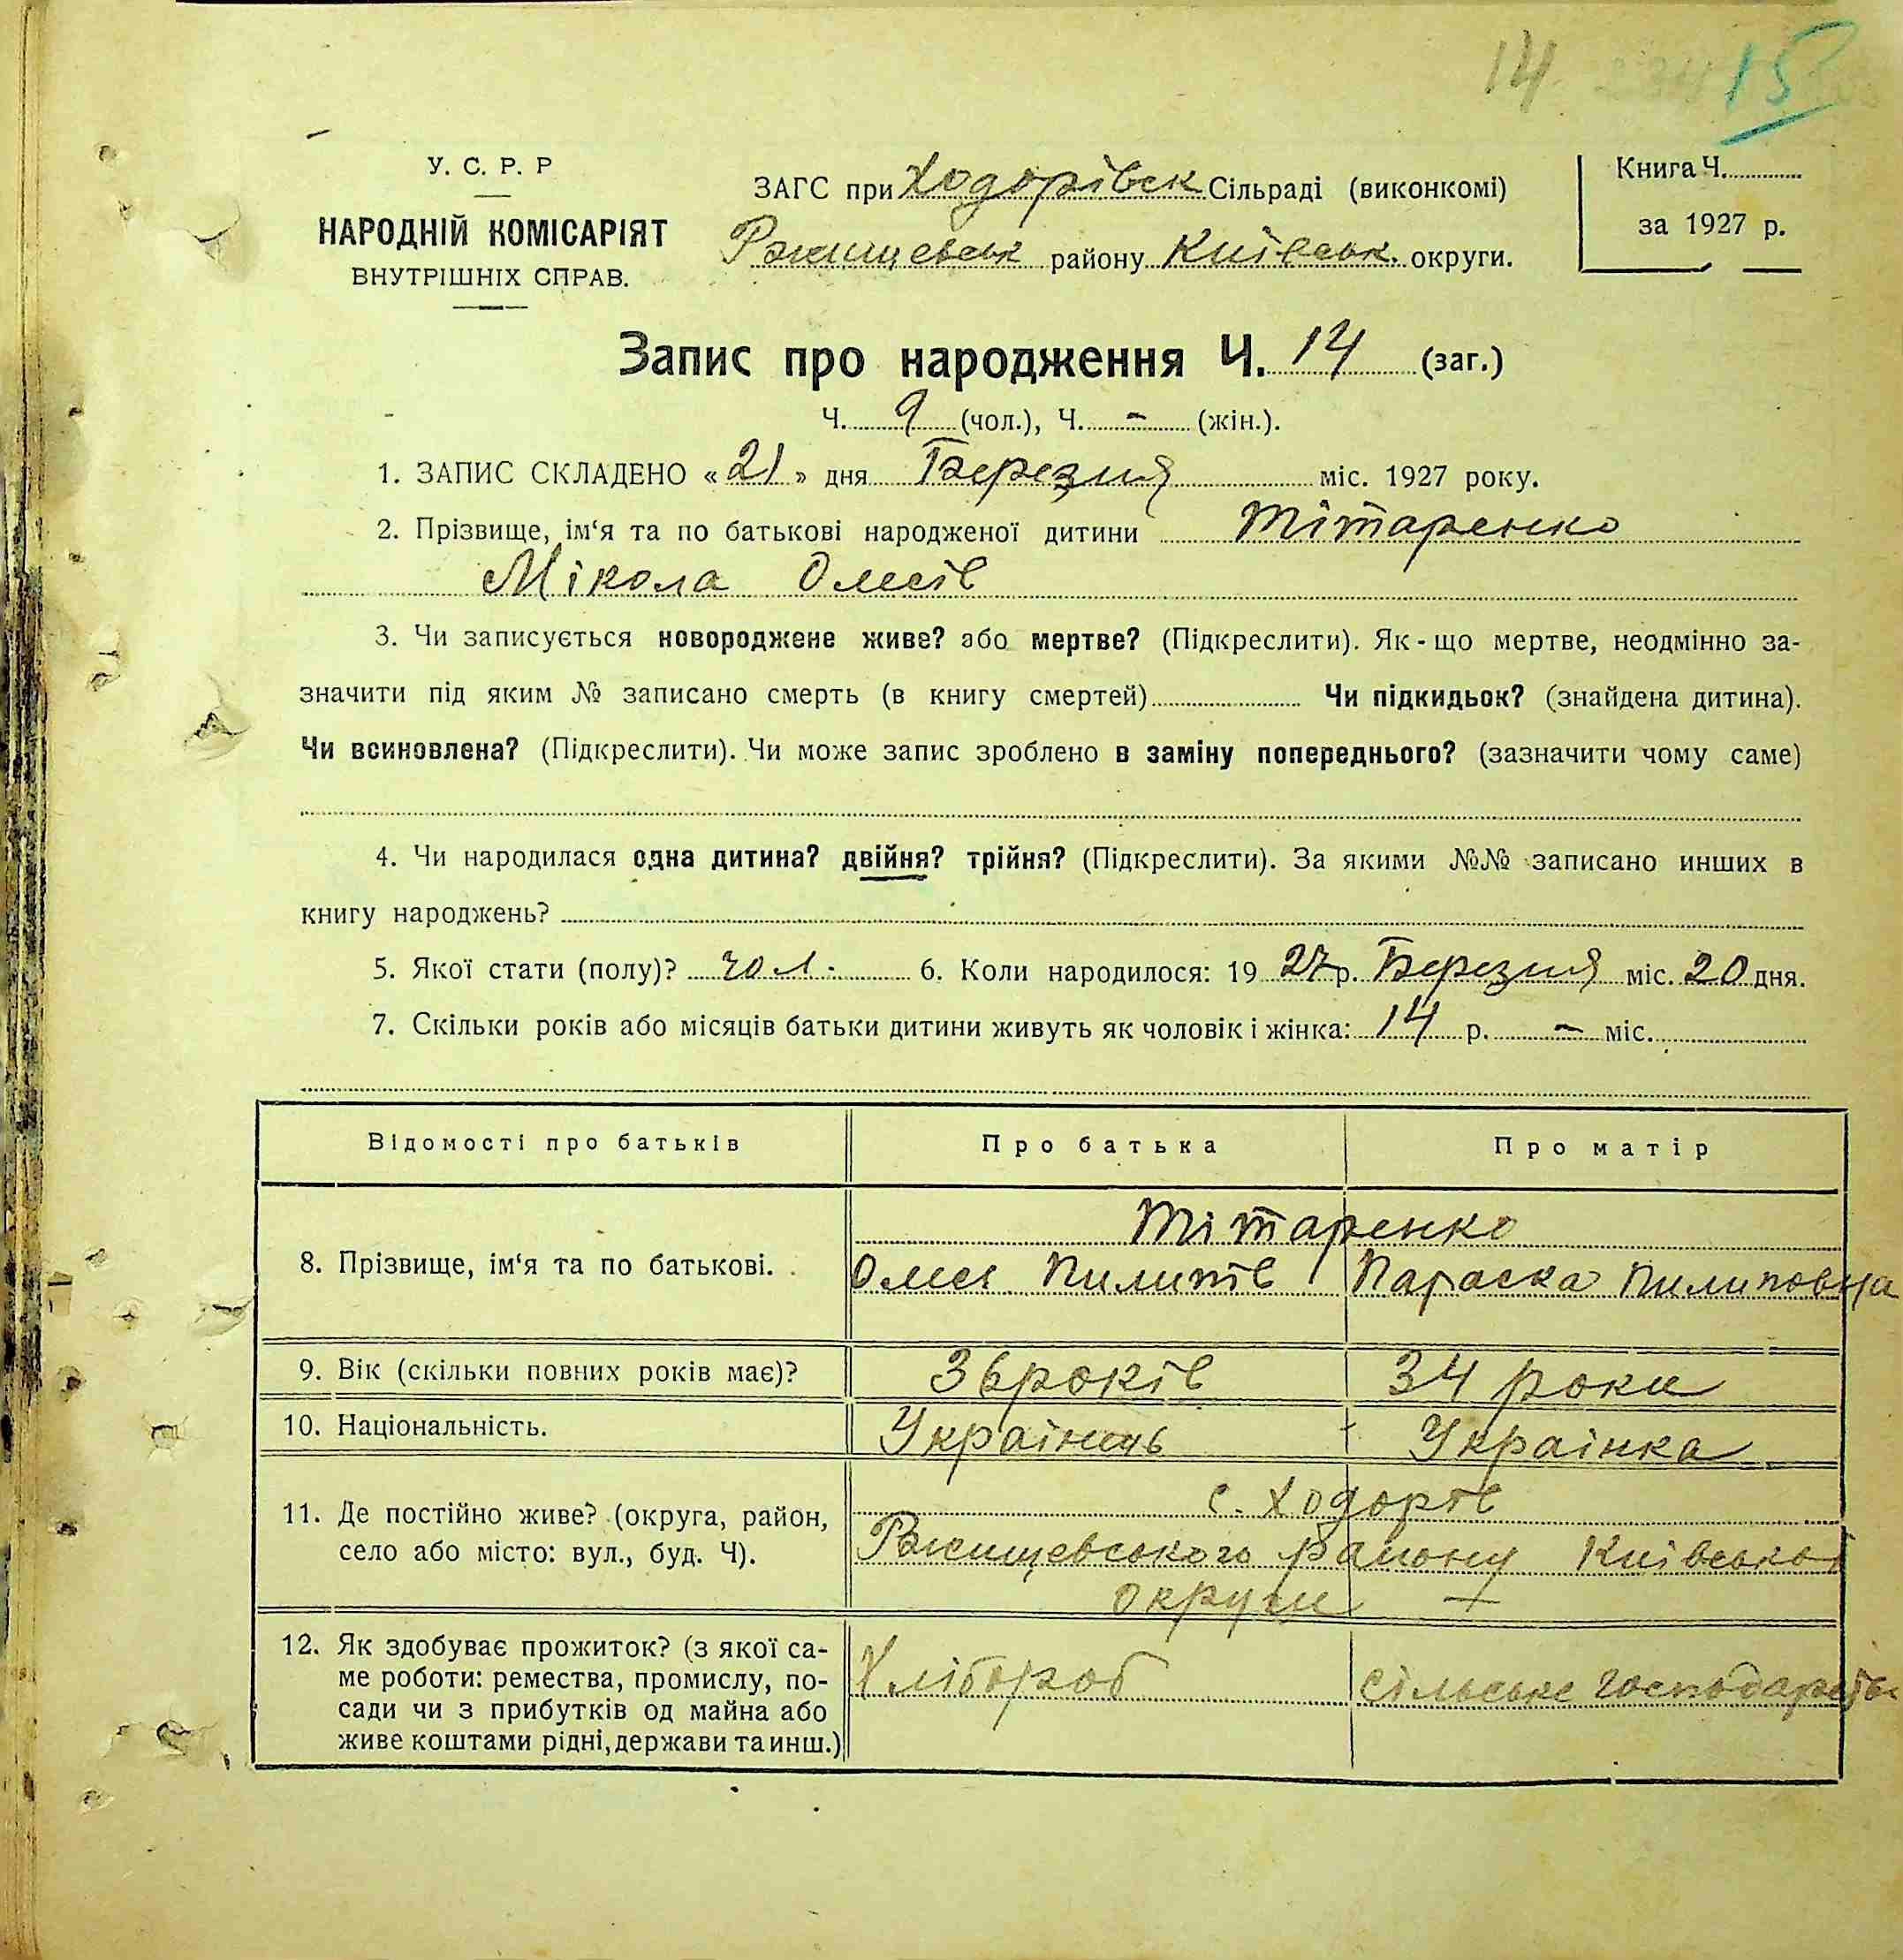 14 15
У. С. Р. Р
НАРОДНІЙ КОМІСАРІЯТ
ВНУТРІШНІХ СПРАВ.
ЗАГС при Ходорівск Сільраді (виконкомі)
Ржищевськ району Київськ. округи.
Книга Ч.
за 1927 р.
Запис про народження Ч. 14 (заг.)
Ч. 9 (чол.), Ч. - (жін.).
1. ЗАПИС СКЛАДЕНО «21» дня Березня міс. 1927 року.
2. Прізвище, ім‘я та по батькові народженої дитини Тітаренко
Мікола Олмсів
3. Чи записується новороджене живе? або мертве? (Підкреслити). Як-що мертве, неодмінно за-
значити під яким № записано смерть (в книгу смертей) Чи підкидьок? (знайдена дитина).
Чи всиновлена? (Підкреслити). Чи може запис зроблено в заміну попереднього? (зазначити чому саме)
4. Чи народилася одна дитина? двійня? трійня? (Підкреслити). За якими №№ записано инших в
книгу народжень?
5. Якої стати (полу)? чол. 6. Коли народилося: 19 27 р. Березня міс. 20 дня.
7. Скільки років або місяців батьки дитини живуть як чоловік і жінка: 14 р. - міс.
Відомості про батьків Про батька Про матір
8. Прізвище, ім‘я та по батькові.
Тітаренко
Пилипів Параска Пилиповна
9. Вік (скільки повних років має)? 36 років 34 роки
10. Національність. Українець Українка
11. Де постійно живе? (округа, район,
село або місто: вул., буд. Ч).
с. Ходорів
Ржищевського району Київської
округи
12. Як здобуває прожиток? (з якої са-
ме роботи: ремества, промислу, по-
сади чи з прибутків од майна або
живе коштами рідні, держави та инш.)
Хлібороб сільське господарство